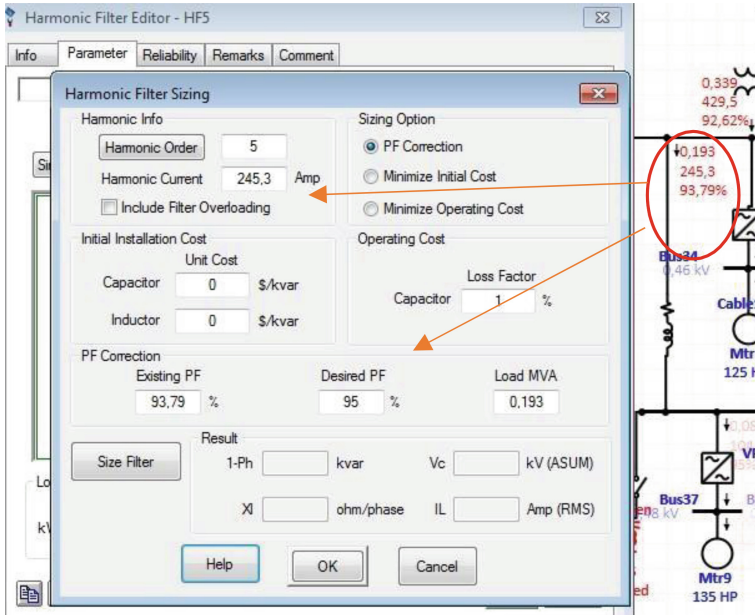 Harmonic Filter Editor - HF5
Info Parameter Reliability Remarks Comment
Harmonic Filter Sizing
Harmonic Info
Harmonic Order 5
Harmonic Current 245,3 Amp
Include Filter Overloading
Sizing Option
PF Correction
Minimize Initial Cost
Minimize Operating Cost
Initial Installation Cost
Unit Cost
Capacitor 0 $/kvar
Inductor 0 $/kvar
Operating Cost
Loss Factor
Capacitor 1 %
PF Correction
Existing PF Desired PF Load MVA
93,79 % 95 % 0,193
Size Filter
Result
1-Ph kvar Vc kV (ASUM)
Xl ohm/phase IL Amp (RMS)
Help OK Cancel
0,339
429,5
92,62%
0,193
245,3
93,79%
Bus34
0,46 kV
Cable
Mtr
125
Bus37
Mtr9
135 HP